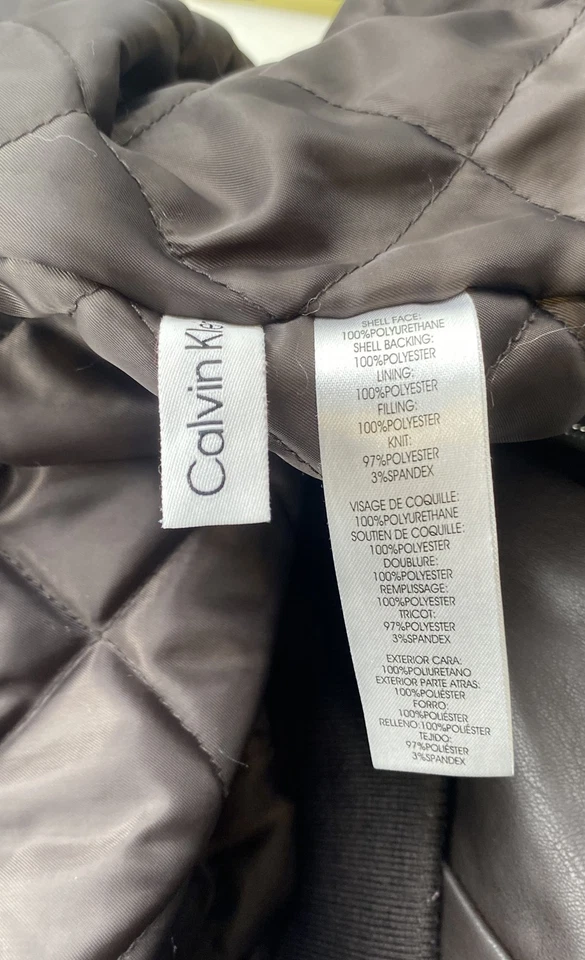 Calvin Kle
SHELL FACE:
100%POLYURETHANE
SHELL BACKING:
100%POLYESTER
LINING:
100%POLYESTER
FILLING:
100%POLYESTER
KNIT:
97%POLYESTER
3%SPANDEX
VISAGE DE COQUILLE:
100%POLYURETHANE
SOUTIEN DE COQUILLE:
100%POLYESTER
DOUBLURE:
100%POLYESTER
REMPLISSAGE:
100%POLYESTER
TRICOT:
97%POLYESTER
3%SPANDEX
EXTERIOR CARA:
100%POLIURETANO
EXTERIOR PARTE ATRAS:
100%POLIÉSTER
FORRO:
100%POLIÉSTER
RELLENO:100%POLIÉSTER
TEJIDO:
97%POLIÉSTER
3%SPANDEX